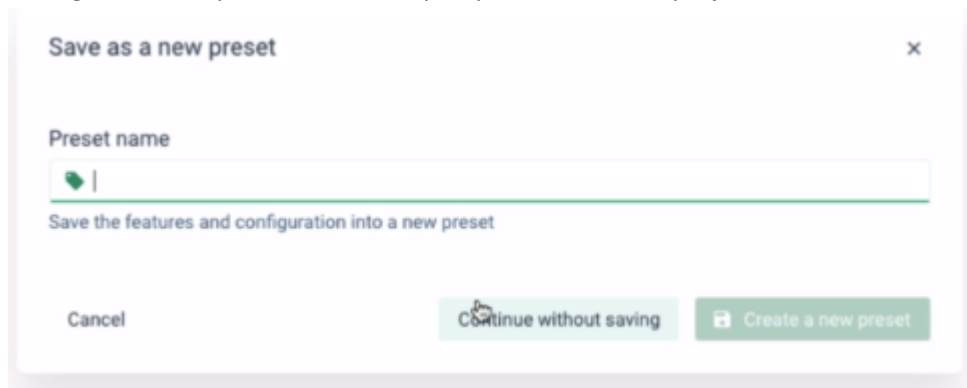 Save as a new preset
Preset name
Save the features and configuration into a new preset
Cancel
Continue without saving
Create a new preset